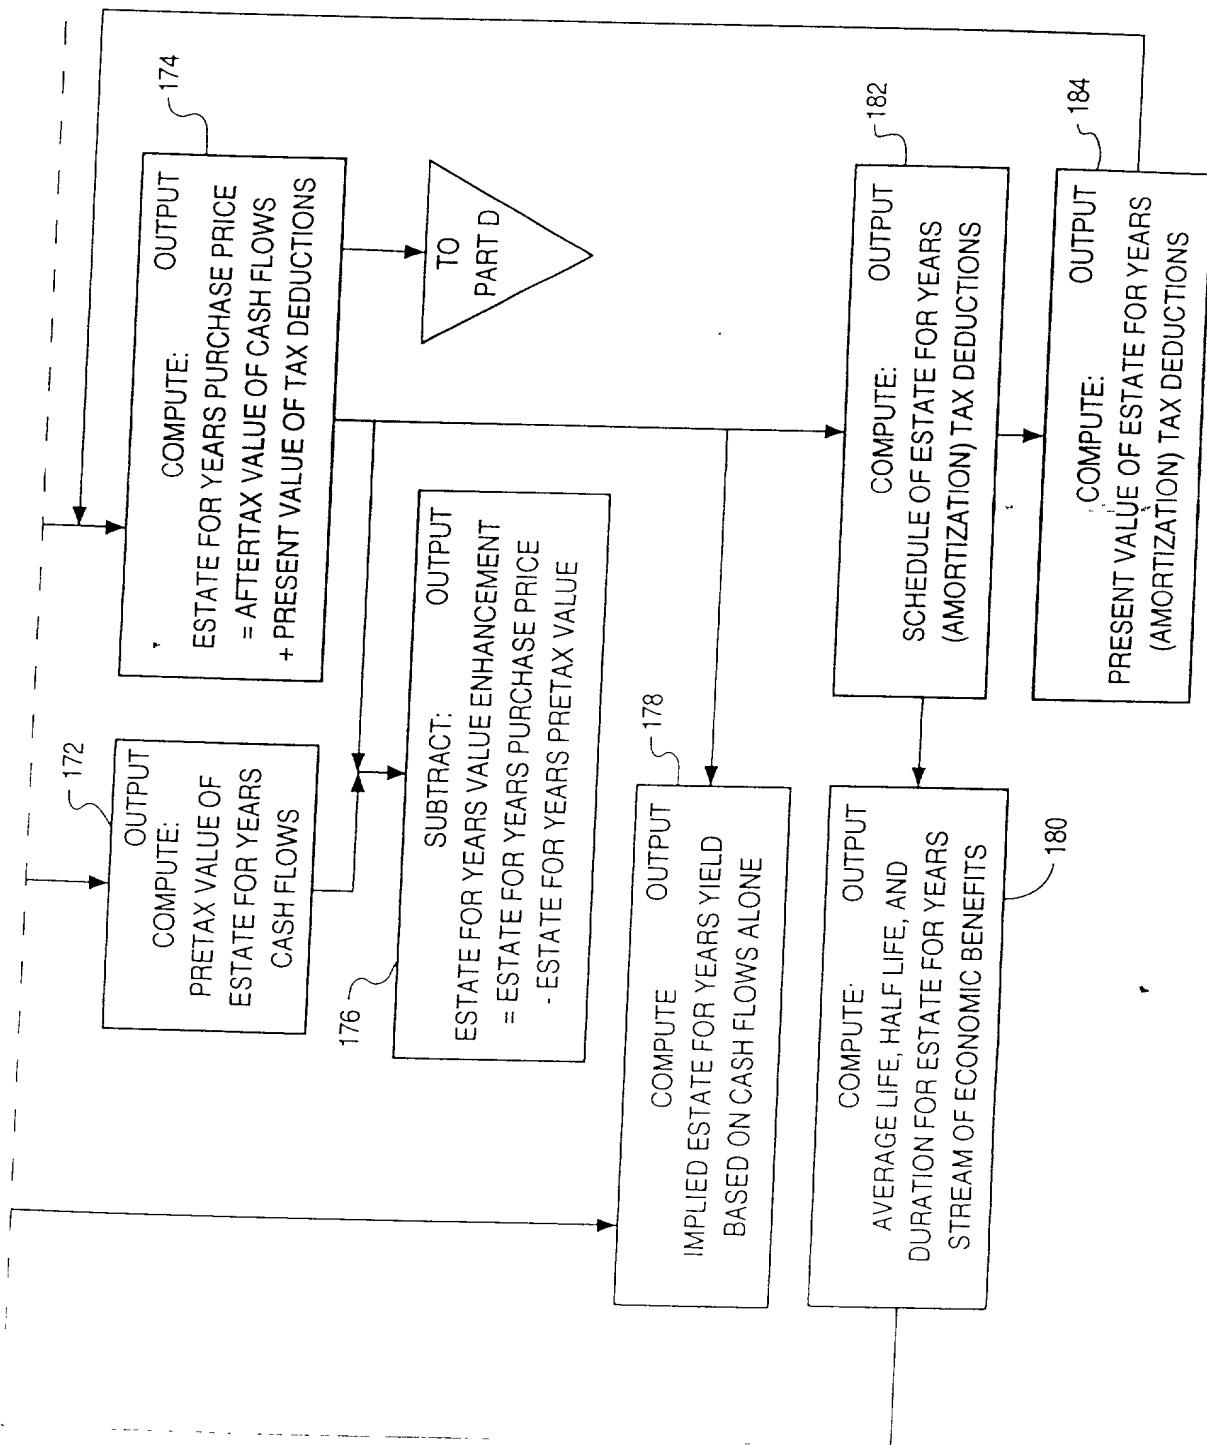 172
OUTPUT
COMPUTE:
PRETAX VALUE OF
ESTATE FOR YEARS
CASH FLOWS
174
COMPUTE: OUTPUT
ESTATE FOR YEARS PURCHASE PRICE
= AFTERTAX VALUE OF CASH FLOWS
+ PRESENT VALUE OF TAX DEDUCTIONS
TO
PART D
176
SUBTRACT: OUTPUT
ESTATE FOR YEARS VALUE ENHANCEMENT
= ESTATE FOR YEARS PURCHASE PRICE
- ESTATE FOR YEARS PRETAX VALUE
178
COMPUTE OUTPUT
IMPLIED ESTATE FOR YEARS YIELD
BASED ON CASH FLOWS ALONE
180
COMPUTE: OUTPUT
AVERAGE LIFE, HALF LIFE, AND
DURATION FOR ESTATE FOR YEARS
STREAM OF ECONOMIC BENEFITS
182
COMPUTE: OUTPUT
SCHEDULE OF ESTATE FOR YEARS
(AMORTIZATION) TAX DEDUCTIONS
184
COMPUTE: OUTPUT
PRESENT VALUE OF ESTATE FOR YEARS
(AMORTIZATION) TAX DEDUCTIONS